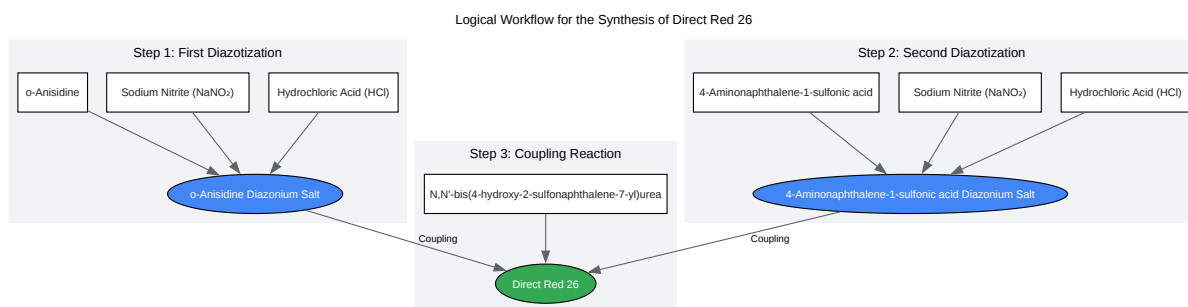 Logical Workflow for the Synthesis of Direct Red 26
Step 1: First Diazotization
o-Anisidine
Sodium Nitrite (NaNO₂)
Hydrochloric Acid (HCl)
o-Anisidine Diazonium Salt
Step 2: Second Diazotization
4-Aminonaphthalene-1-sulfonic acid
Sodium Nitrite (NaNO₂)
Hydrochloric Acid (HCl)
4-Aminonaphthalene-1-sulfonic acid Diazonium Salt
Step 3: Coupling Reaction
N,N'-bis(4-hydroxy-2-sulfonaphthalene-7-yl)urea
Coupling
Coupling
Direct Red 26